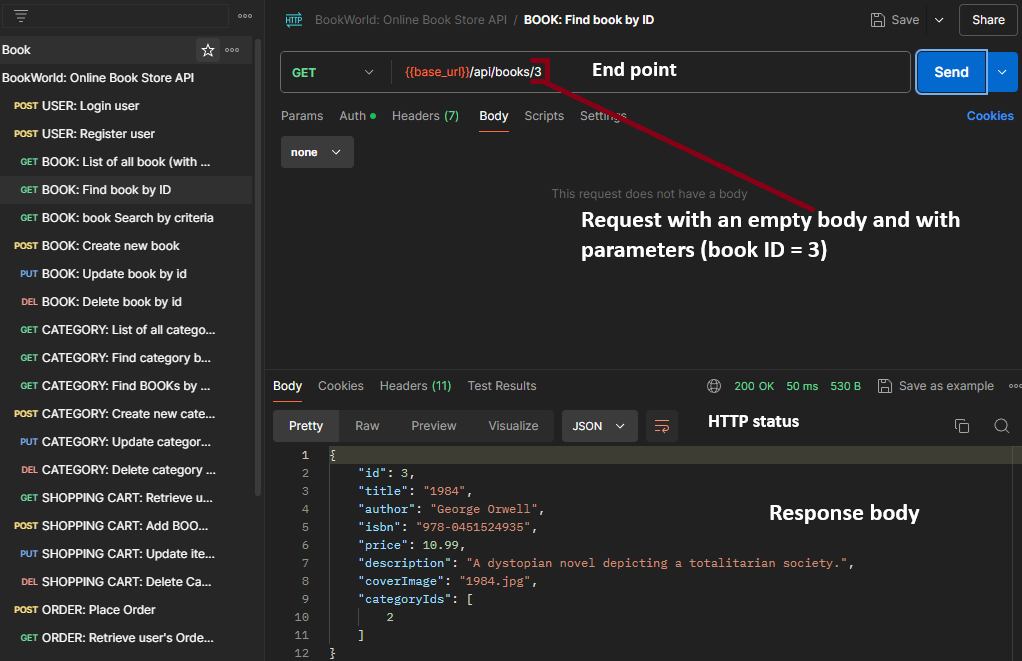 HTTP BookWorld: Online Book Store API / BOOK: Find book by ID
Save
Share
Book
BookWorld: Online Book Store API
POST USER: Login user
POST USER: Register user
GET BOOK: List of all book (with ...
GET BOOK: Find book by ID
GET BOOK: book Search by criteria
POST BOOK: Create new book
PUT BOOK: Update book by id
DEL BOOK: Delete book by id
GET CATEGORY: List of all catego...
GET CATEGORY: Find category b...
GET CATEGORY: Find BOOKs by ...
POST CATEGORY: Create new cate...
PUT CATEGORY: Update categor...
DEL CATEGORY: Delete category ...
GET SHOPPING CART: Retrieve u...
POST SHOPPING CART: Add BOO...
PUT SHOPPING CART: Update ite...
DEL SHOPPING CART: Delete Ca...
POST ORDER: Place Order
GET ORDER: Retrieve user's Orde...
GET {{base_url}}/api/books/3
End point
Send
Params Auth Headers (7) Body Scripts Settings
Cookies
none
This request does not have a body
Request with an empty body and with
parameters (book ID = 3)
Body Cookies Headers (11) Test Results
200 OK 50 ms 530 B Save as example
Pretty Raw Preview Visualize JSON
HTTP status
1 {
2 "id": 3,
3 "title": "1984",
4 "author": "George Orwell",
5 "isbn": "978-0451524935",
6 "price": 10.99,
7 "description": "A dystopian novel depicting a totalitarian society.",
8 "coverImage": "1984.jpg",
9 "categoryIds": [
10 2
11 ]
12 }
Response body